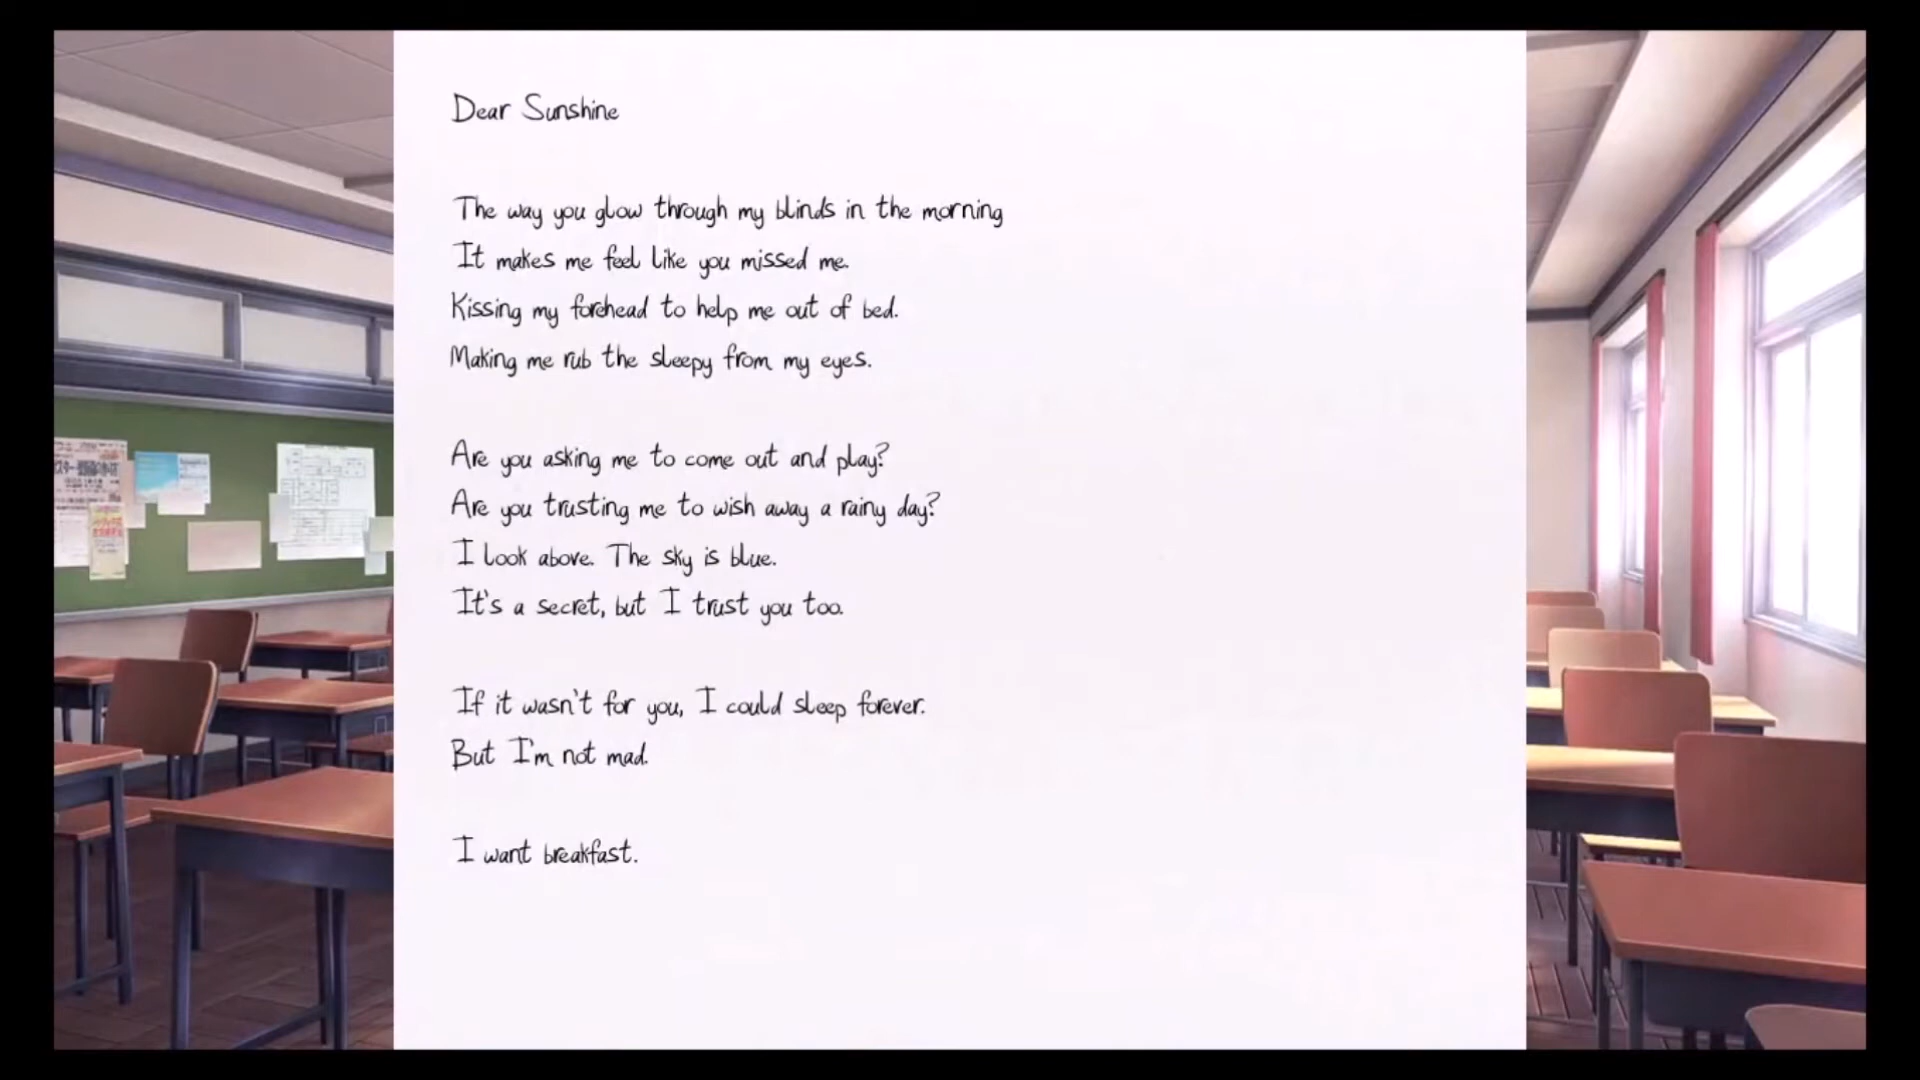 Dear Sunshine
The way you glow through my blinds in the morning
It makes me feel like you missed me.
Kissing my forehead to help me out of bed.
Making me rub the sleepy from my eyes.
Are you asking me to come out and play?
Are you trusting me to wish away a rainy day?
I look above. The sky is blue.
It's a secret, but I trust you too.
If it wasn't for you, I could sleep forever.
But I'm not mad.
I want breakfast.